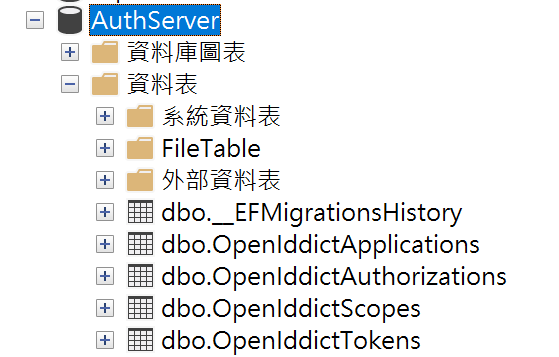 AuthServer
資料庫圖表
資料表
系統資料表
FileTable
外部資料表
dbo.__EFMigrationsHistory
dbo.OpenIddictApplications
dbo.OpenIddictAuthorizations
dbo.OpenIddictScopes
dbo.OpenIddictTokens